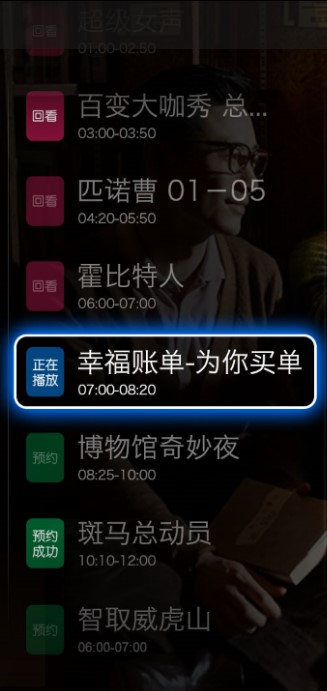 回看
超级女声
01:00-02:50
回看
百变大咖秀 总...
03:00-03:50
回看
匹诺曹 01－05
04:20-05:50
回看
霍比特人
06:00-07:00
正在
播放
幸福账单-为你买单
07:00-08:20
预约
博物馆奇妙夜
08:25-10:00
预约
成功
斑马总动员
10:10-12:00
预约
智取威虎山
06:00-07:00